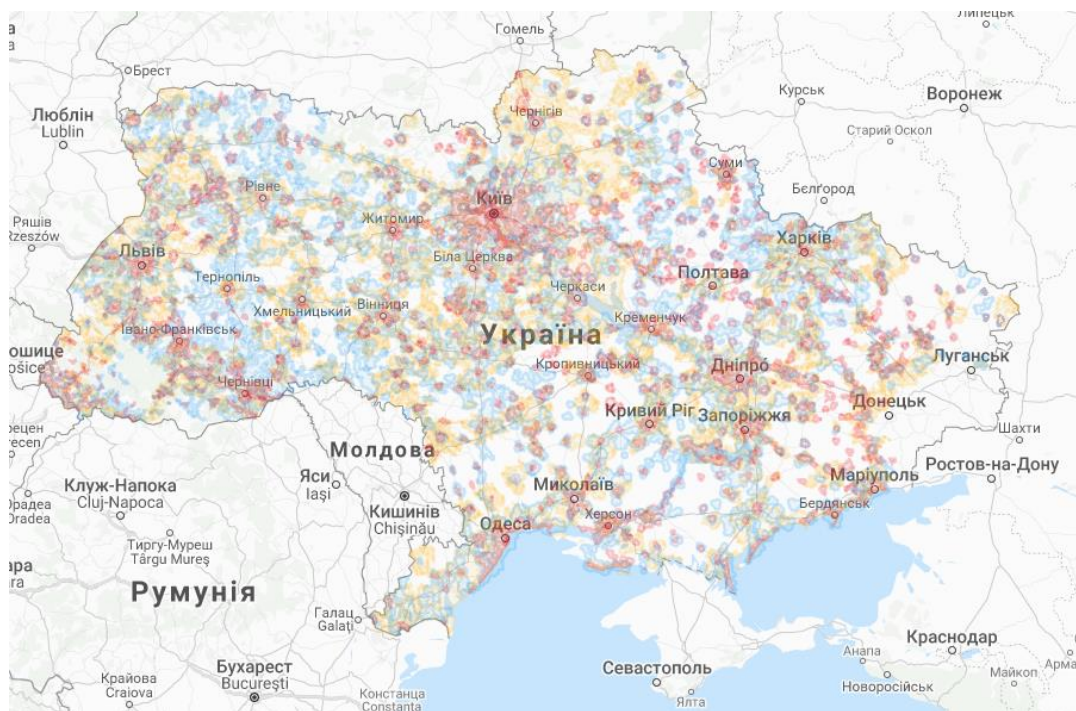 Гомель
Липецьк
Брест
Курськ
Воронеж
Люблін
Lublin
Чернігів
Старий Оскол
Суми
Рівне
Київ
Бєлґород
Ряшів
Rzeszów
Житомир
Харків
Львів
Біла Церква
Полтава
Тернопіль
Хмельницький
Вінниця
Черкаси
Кременчук
Україна
Івано-Франківськ
Луганськ
Кропивницький
Дніпро́
Чернівці
Кривий Ріг
Запоріжжя
Донецьк
Шахти
Молдова
Ростов-на-Дону
Яси
Iași
Миколаїв
Маріуполь
Клуж-Напока
Cluj-Napoca
Херсон
Бердянськ
Кишинів
Chișinău
Одеса
Тиргу-Муреш
Târgu Mureș
Румунія
Галац
Galați
Краснодар
Бухарест
București
Севастополь
Анапа
Майкоп
Крайова
Craiova
Констанца
Constanța
Ялта
Новоросійськ